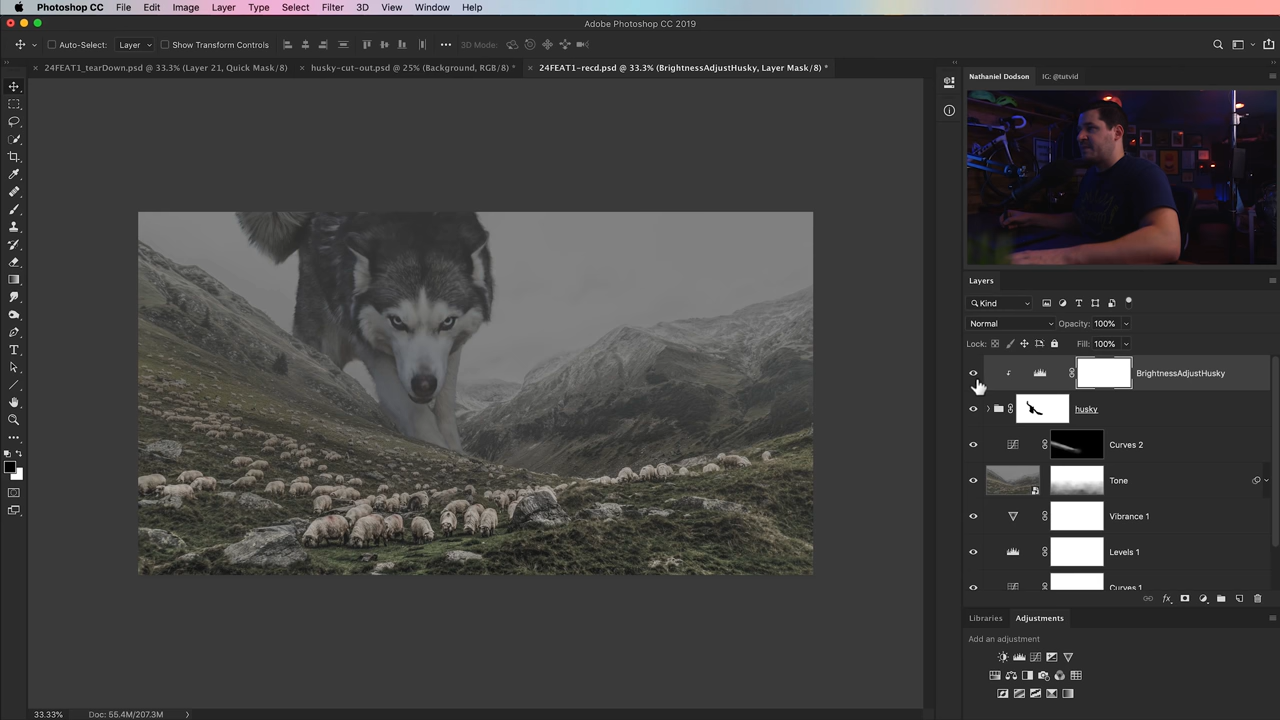 Photoshop CC File Edit Image Layer Type Select Filter 3D View Window Help
Adobe Photoshop CC 2019
Auto-Select: Layer Show Transform Controls 3D Mode:
24FEAT1_tearDown.psd @ 33.3% (Layer 21, Quick Mask/8) husky-cut-out.psd @ 25% (Background, RGB/8) * 24FEAT1-recd.psd @ 33.3% (BrightnessAdjustHusky, Layer Mask/8) *
Nathaniel Dodson IG: @tutvid
Layers
Kind
Normal Opacity: 100%
Lock: Fill: 100%
BrightnessAdjustHusky
husky
Curves 2
Tone
Vibrance 1
Levels 1
Curves 1
fx
Libraries Adjustments
Add an adjustment
33.33% Doc: 55.4M/207.3M